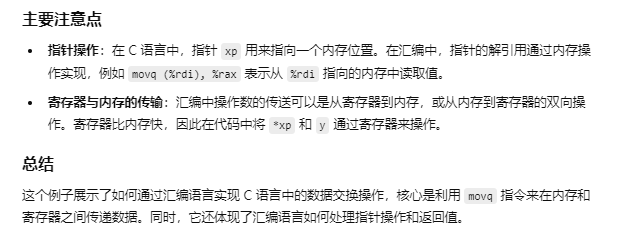 主要注意点
• 指针操作：在 C 语言中，指针 xp 用来指向一个内存位置。在汇编中，指针的解引用通过内存操
作实现，例如 movq (%rdi), %rax 表示从 %rdi 指向的内存中读取值。
• 寄存器与内存的传输：汇编中操作数的传送可以是从寄存器到内存，或从内存到寄存器的双向操
作。寄存器比内存快，因此在代码中将 *xp 和 y 通过寄存器来操作。
总结
这个例子展示了如何通过汇编语言实现 C 语言中的数据交换操作，核心是利用 movq 指令来在内存和
寄存器之间传递数据。同时，它还体现了汇编语言如何处理指针操作和返回值。